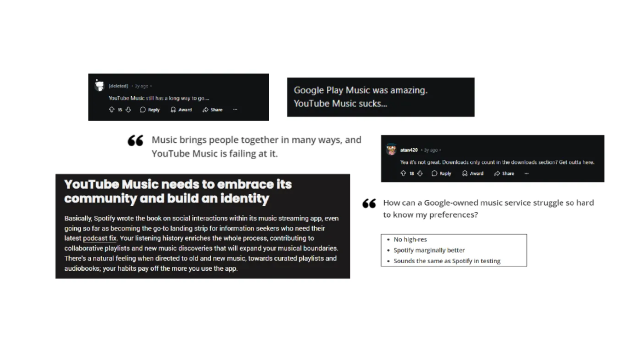 [deleted] • 2y ago •
YouTube Music still has a long way to go...
15 Reply Award Share ...
Google Play Music was amazing.
YouTube Music sucks...
“ Music brings people together in many ways, and
YouTube Music is failing at it.
stan420 • 2y ago •
Yea it's not great. Downloads only count in the downloads section? Get outta here.
18 Reply Award Share ...
YouTube Music needs to embrace its
community and build an identity
Basically, Spotify wrote the book on social interactions within its music streaming app, even
going so far as becoming the go-to landing strip for information seekers who need their
latest podcast fix. Your listening history enriches the whole process, contributing to
collaborative playlists and new music discoveries that will expand your musical boundaries.
There's a natural feeling when directed to old and new music, towards curated playlists and
audiobooks; your habits pay off the more you use the app.
“ How can a Google-owned music service struggle so hard
to know my preferences?
• No high-res
• Spotify marginally better
• Sounds the same as Spotify in testing